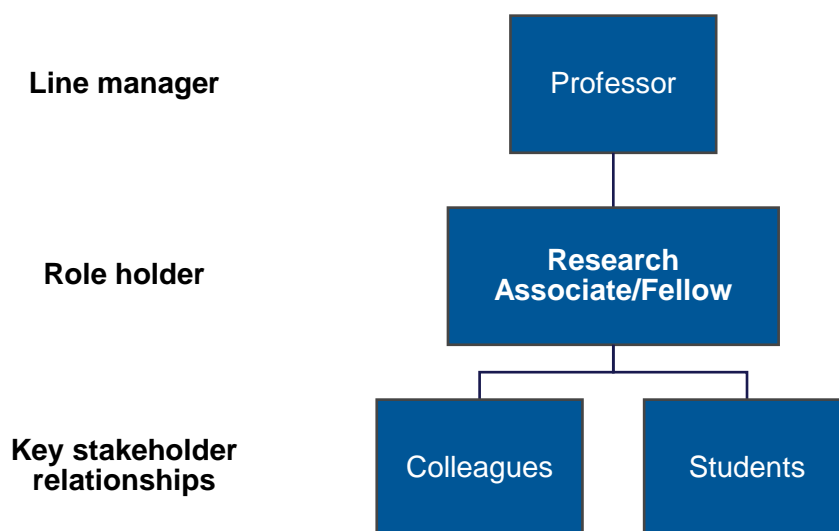 Line manager
Professor
Role holder
Research
Associate/Fellow
Key stakeholder
relationships
Colleagues
Students